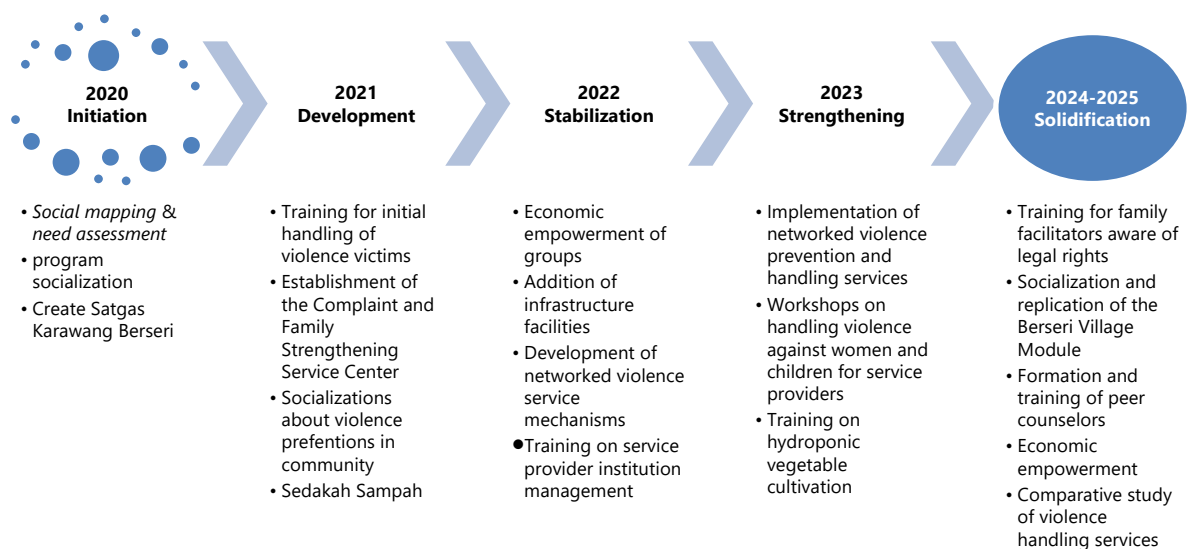 2020
Initiation
• Social mapping &
need assessment
• program
socialization
• Create Satgas
Karawang Berseri
2021
Development
• Training for initial
handling of
violence victims
• Establishment of
the Complaint and
Family
Strengthening
Service Center
• Socializations
about violence
prefentions in
community
• Sedakah Sampah
2022
Stabilization
• Economic
empowerment of
groups
• Addition of
infrastructure
facilities
• Development of
networked violence
service
mechanisms
•Training on service
provider institution
management
2023
Strengthening
• Implementation of
networked violence
prevention and
handling services
• Workshops on
handling violence
against women and
children for service
providers
• Training on
hydroponic
vegetable
cultivation
2024-2025
Solidification
• Training for family
facilitators aware of
legal rights
• Socialization and
replication of the
Berseri Village
Module
• Formation and
training of peer
counselors
• Economic
empowerment
• Comparative study
of violence
handling services